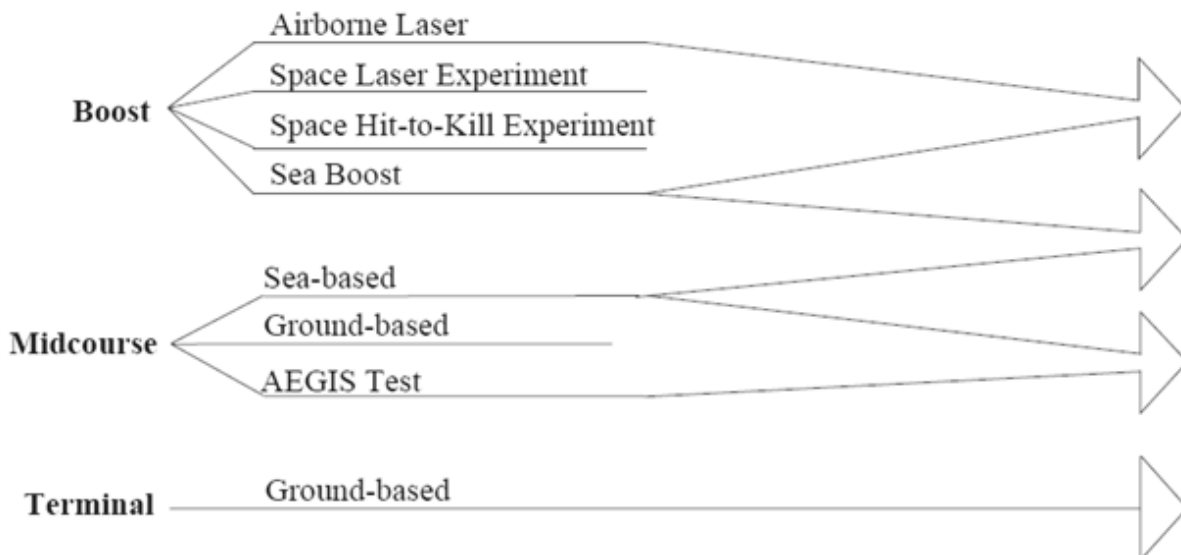 Airborne Laser
Space Laser Experiment
Boost
Space Hit-to-Kill Experiment
Sea Boost
Sea-based
Ground-based
Midcourse
AEGIS Test
Ground-based
Terminal